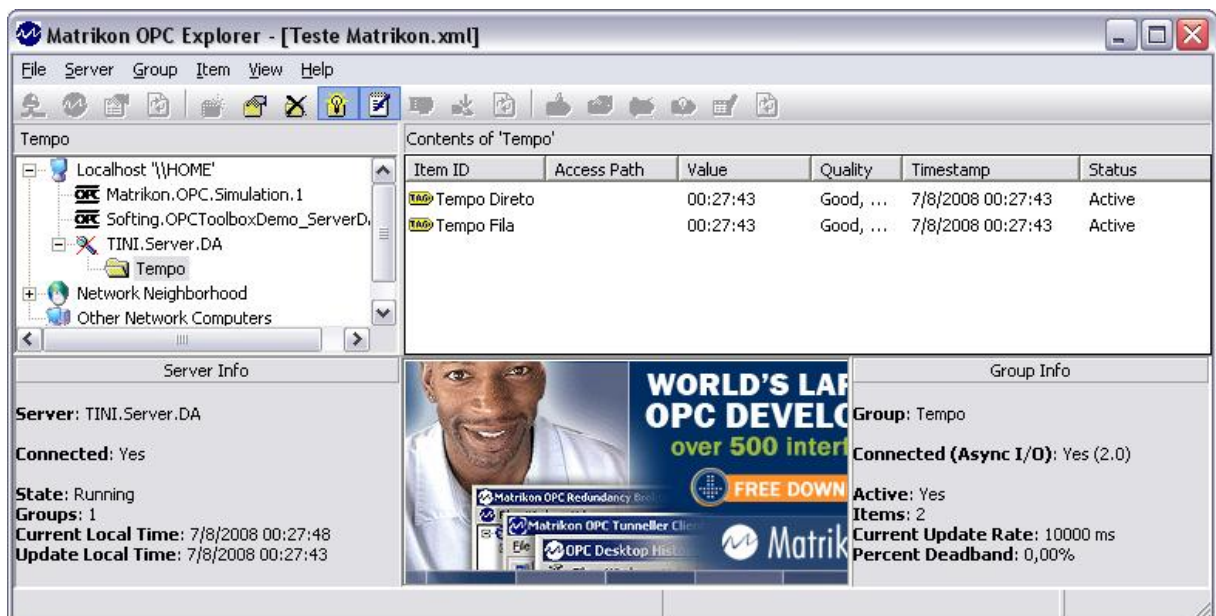 Matrikon OPC Explorer - [Teste Matrikon.xml]
File Server Group Item View Help
Tempo
Localhost '\\HOME'
Matrikon.OPC.Simulation.1
Softing.OPCToolboxDemo_ServerD
TINI.Server.DA
Tempo
Network Neighborhood
Other Network Computers
Contents of 'Tempo'
Item ID Access Path Value Quality Timestamp Status
Tempo Direto 00:27:43 Good, ... 7/8/2008 00:27:43 Active
Tempo Fila 00:27:43 Good, ... 7/8/2008 00:27:43 Active
Server Info
Server: TINI.Server.DA
Connected: Yes
State: Running
Groups: 1
Current Local Time: 7/8/2008 00:27:48
Update Local Time: 7/8/2008 00:27:43
WORLD'S LAR
OPC DEVELO
over 500 interf
FREE DOWN
Matrikon OPC Redundancy
Matrikon OPC Tunneller Clie
File
OPC Desktop His
Matrik
Group Info
Group: Tempo
Connected (Async I/O): Yes (2.0)
Active: Yes
Items: 2
Current Update Rate: 10000 ms
Percent Deadband: 0,00%